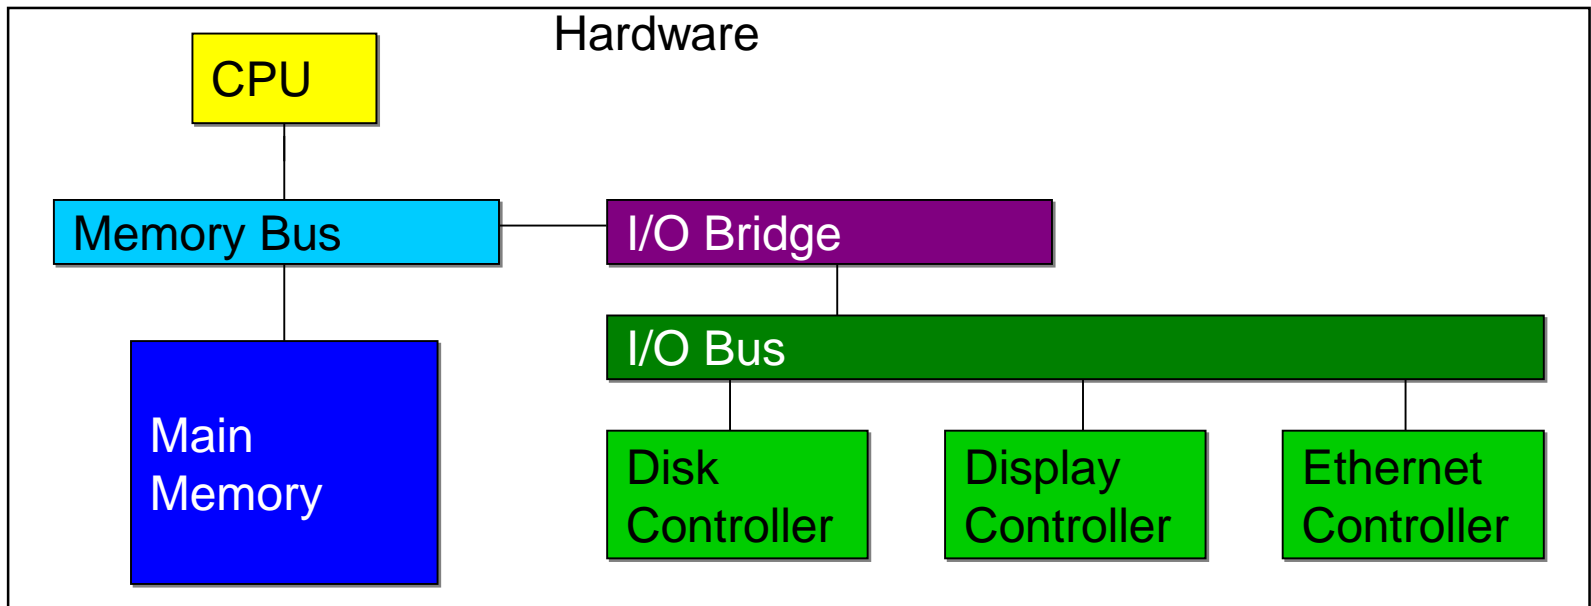 Hardware
CPU
Memory Bus
I/O Bridge
I/O Bus
Main
Memory
Disk
Controller
Display
Controller
Ethernet
Controller